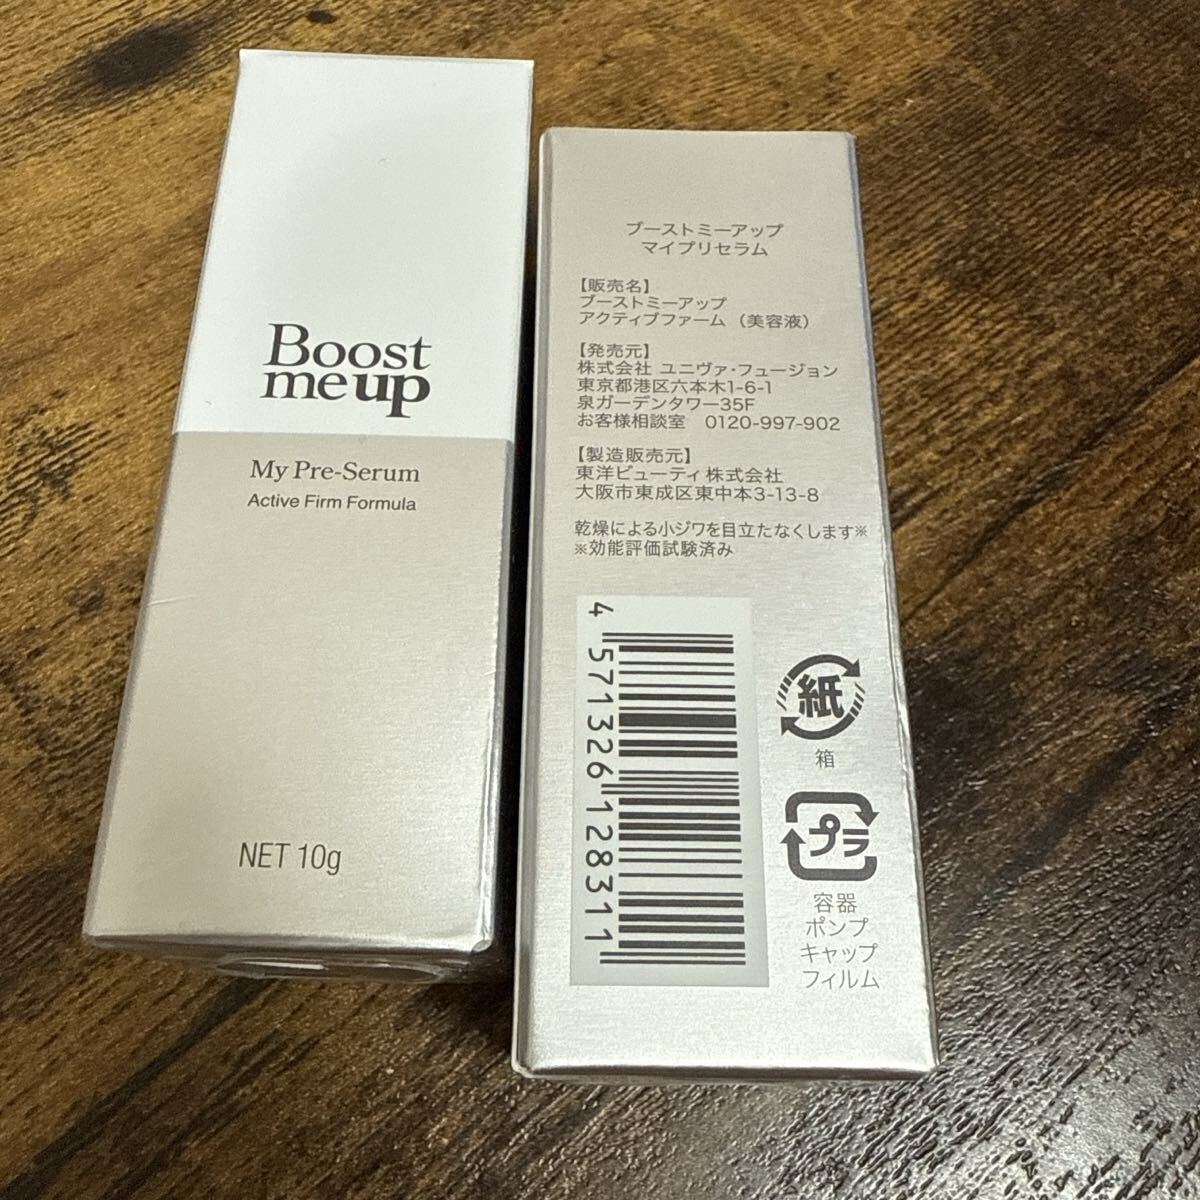 Boost
me up
My Pre-Serum
Active Firm Formula
NET 10g
ブーストミーアップ
マイプリセラム
【販売名】
ブーストミーアップ
アクティブファーム（美容液）
【発売元】
株式会社 ユニヴァ・フュージョン
東京都港区六本木1-6-1
泉ガーデンタワー35F
お客様相談室 0120-997-902
【製造販売元】
東洋ビューティ株式会社
大阪市東成区東中本3-13-8
乾燥による小ジワを目立たなくします※
※効能評価試験済み
4 571326 128311
紙
箱
プラ
容器
ポンプ
キャップ
フィルム